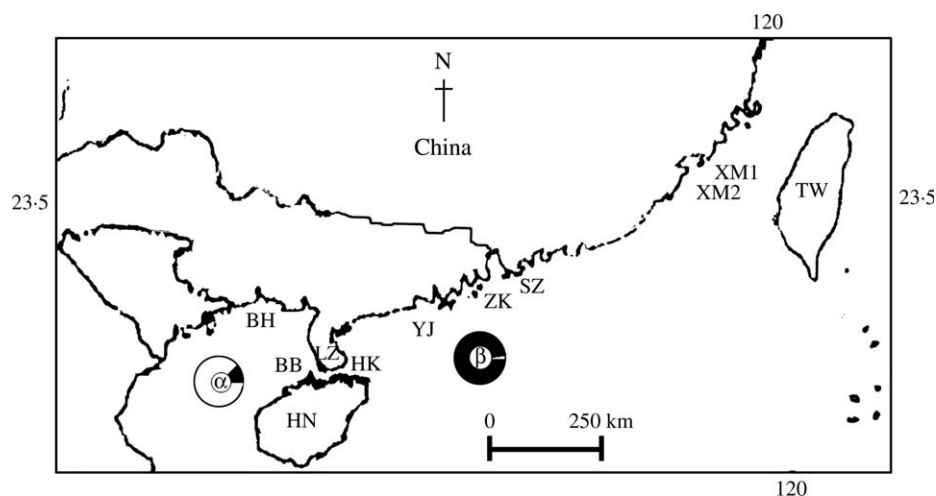 120
N
China
XM1
XM2
TW
23·5
23·5
SZ
ZK
BH
YJ
LZ
β
BB
HK
α
HN
0
250 km
120